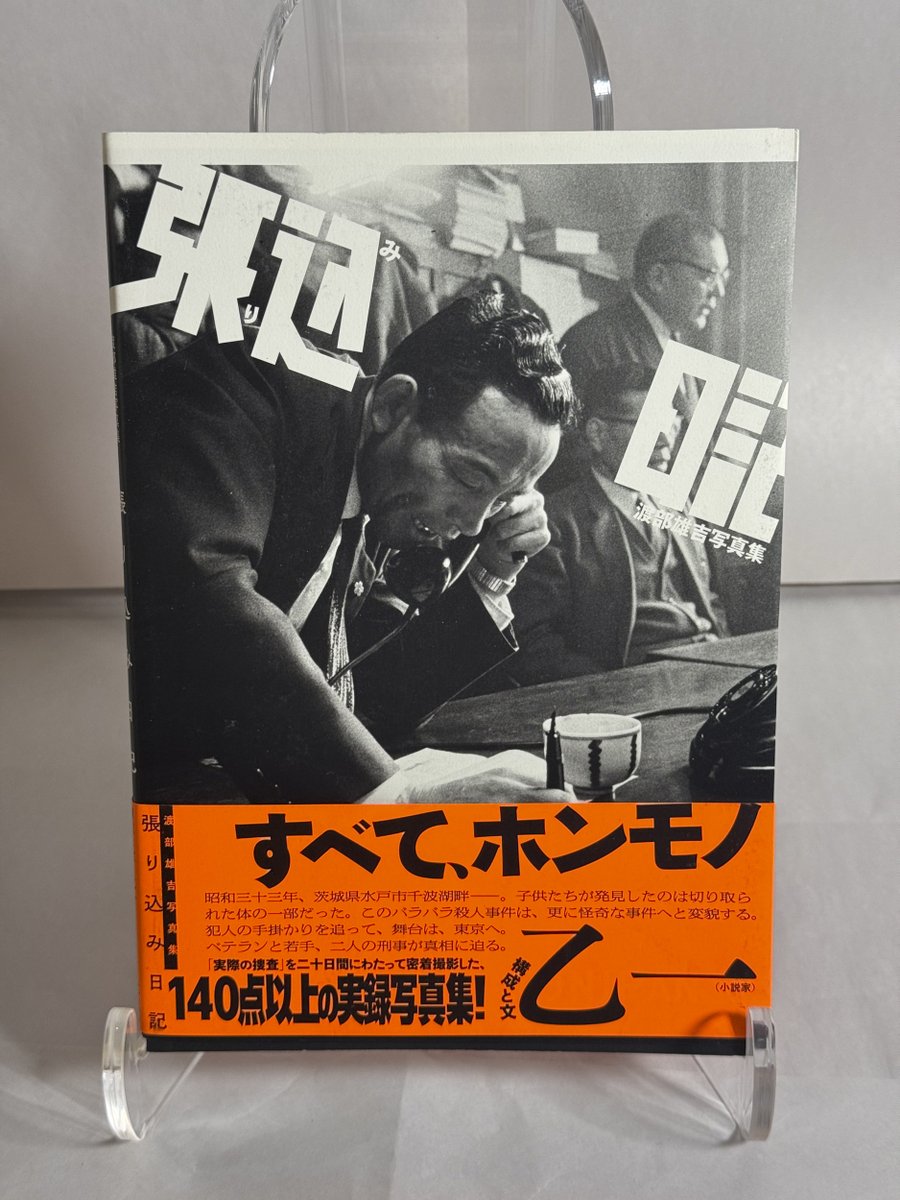 張り込み
日記
渡部雄吉写真集
すべて、ホンモノ
昭和三十三年、茨城県水戸市千波湖畔——。子供たちが発見したのは切り取ら
れた体の一部だった。このバラバラ殺人事件は、更に怪奇な事件へと変貌する。
犯人の手掛かりを追って、舞台は、東京へ。
ベテランと若手、二人の刑事が真相に迫る。
「実際の捜査」を二十日間にわたって密着撮影した、
140点以上の実録写真集!
構成と文
乙一
(小説家)
渡部雄吉写真集
張り込み日記